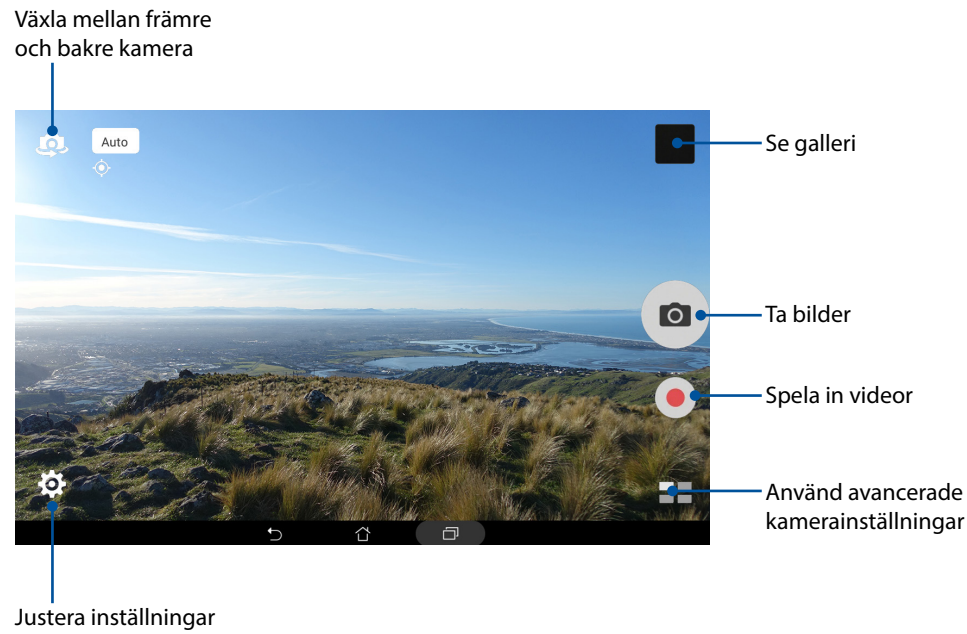 Växla mellan främre
och bakre kamera
Auto
Se galleri
Ta bilder
Spela in videor
Använd avancerade
kamerainställningar
Justera inställningar